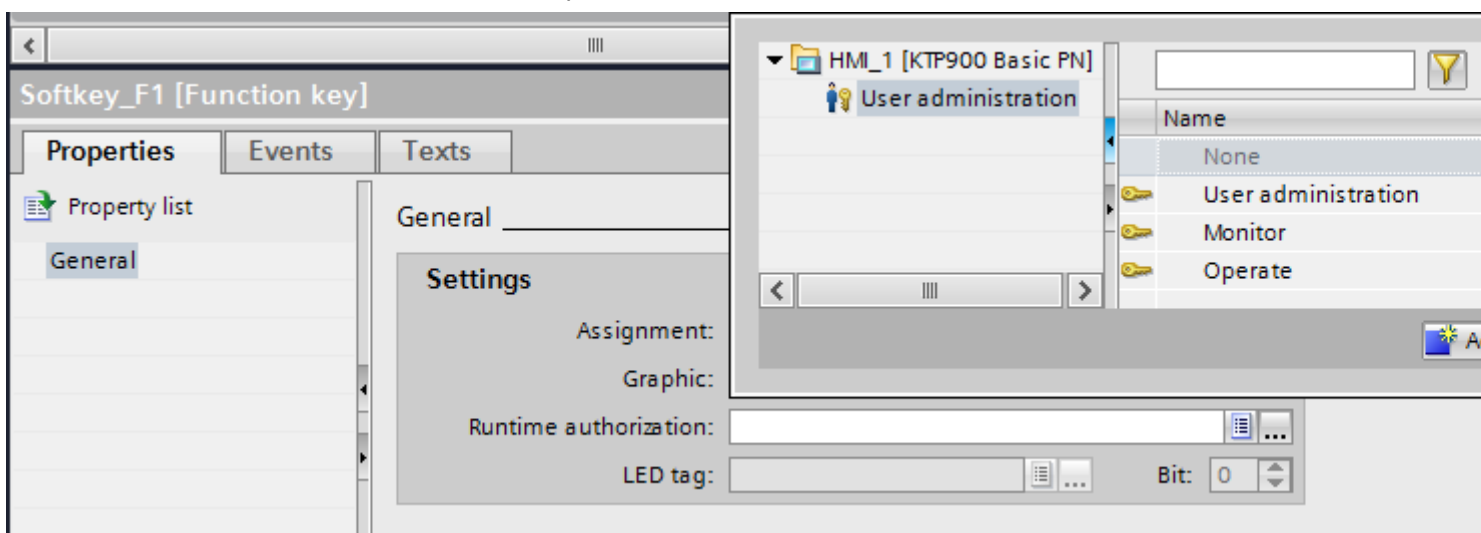 Softkey_F1 [Function key]
Properties
Events
Texts
Property list
General
General
Settings
Assignment:
Graphic:
Runtime authorization:
...
LED tag:
...
Bit:
0
HMI_1 [KTP900 Basic PN]
User administration
Name
None
User administration
Monitor
Operate